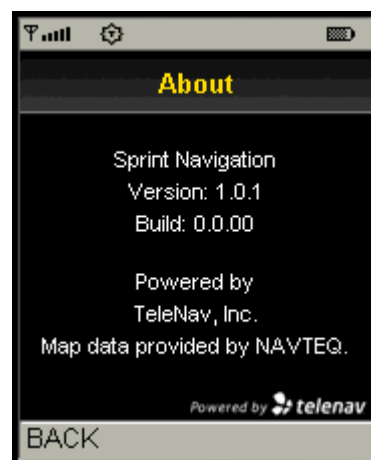 About
Sprint Navigation
Version: 1.0.1
Build: 0.0.00
Powered by
TeleNav, Inc.
Map data provided by NAVTEQ.
Powered by telenav
BACK